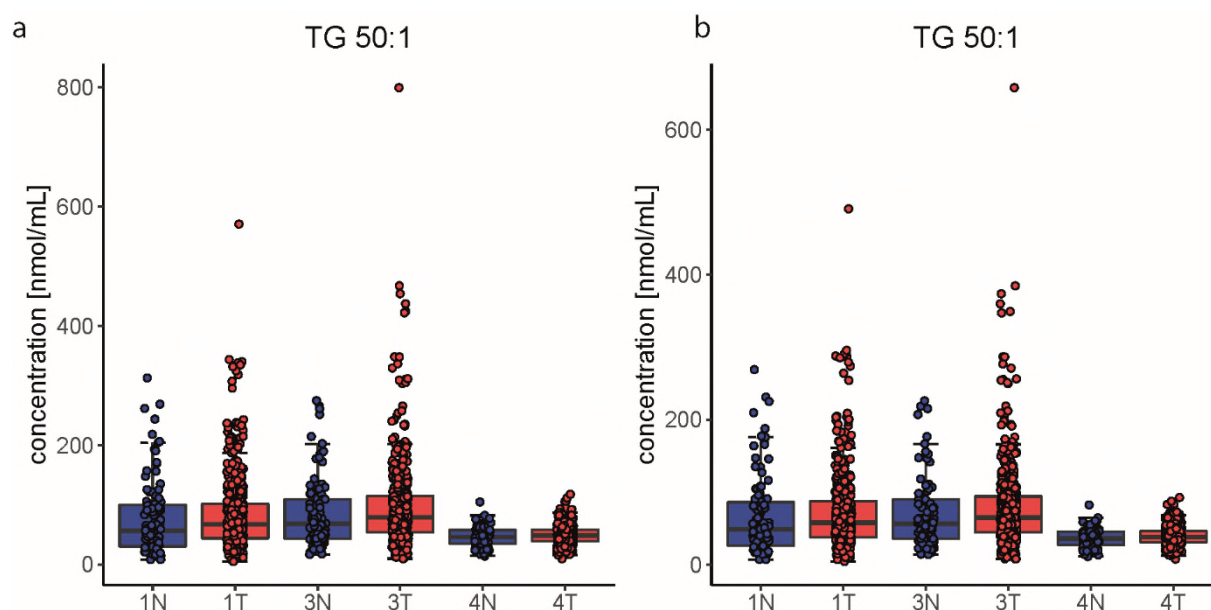 a
TG 50:1
concentration [nmol/mL]
800
600
400
200
0
1N 1T 3N 3T 4N 4T
b
TG 50:1
concentration [nmol/mL]
600
400
200
0
1N 1T 3N 3T 4N 4T